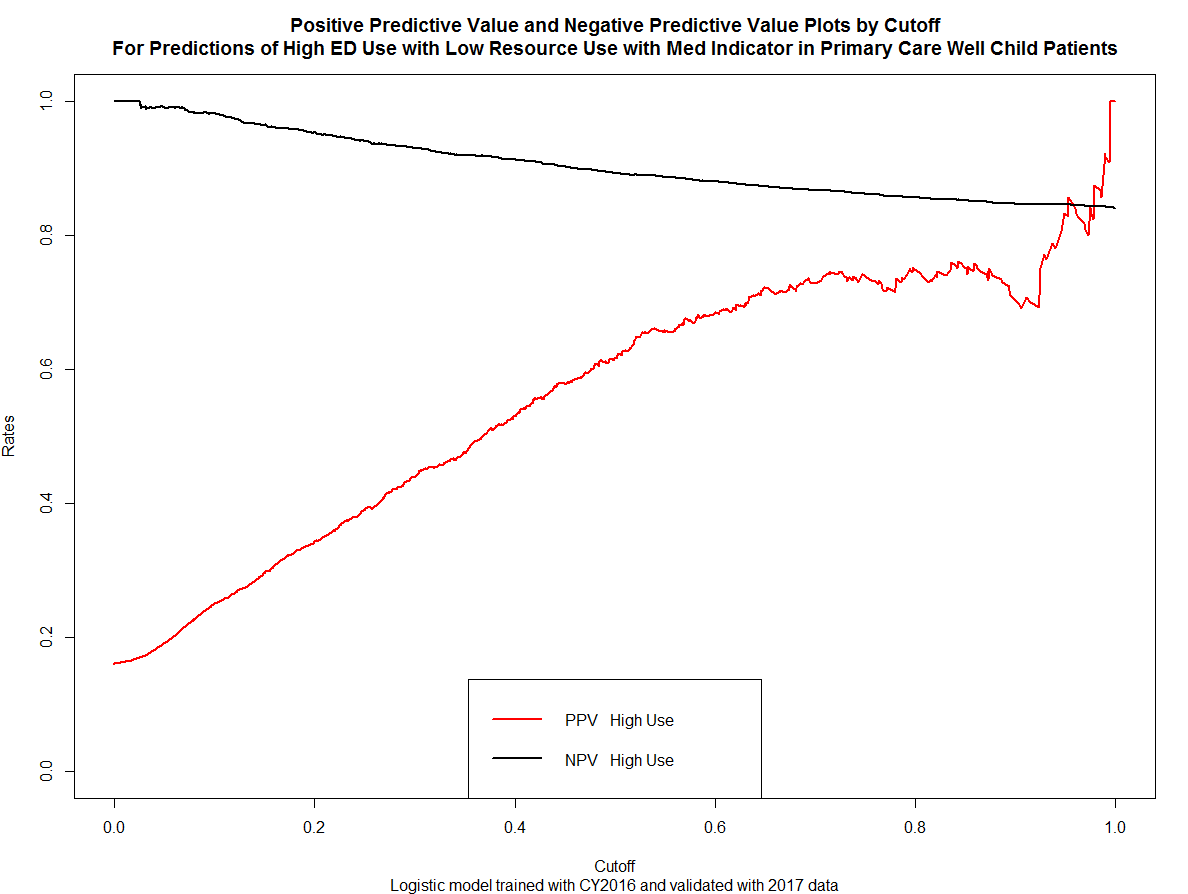 Positive Predictive Value and Negative Predictive Value Plots by Cutoff
For Predictions of High ED Use with Low Resource Use with Med Indicator in Primary Care Well Child Patients
Rates
1.0
0.8
0.6
0.4
0.2
0.0
PPV High Use
NPV High Use
0.0 0.2 0.4 0.6 0.8 1.0
Cutoff
Logistic model trained with CY2016 and validated with 2017 data